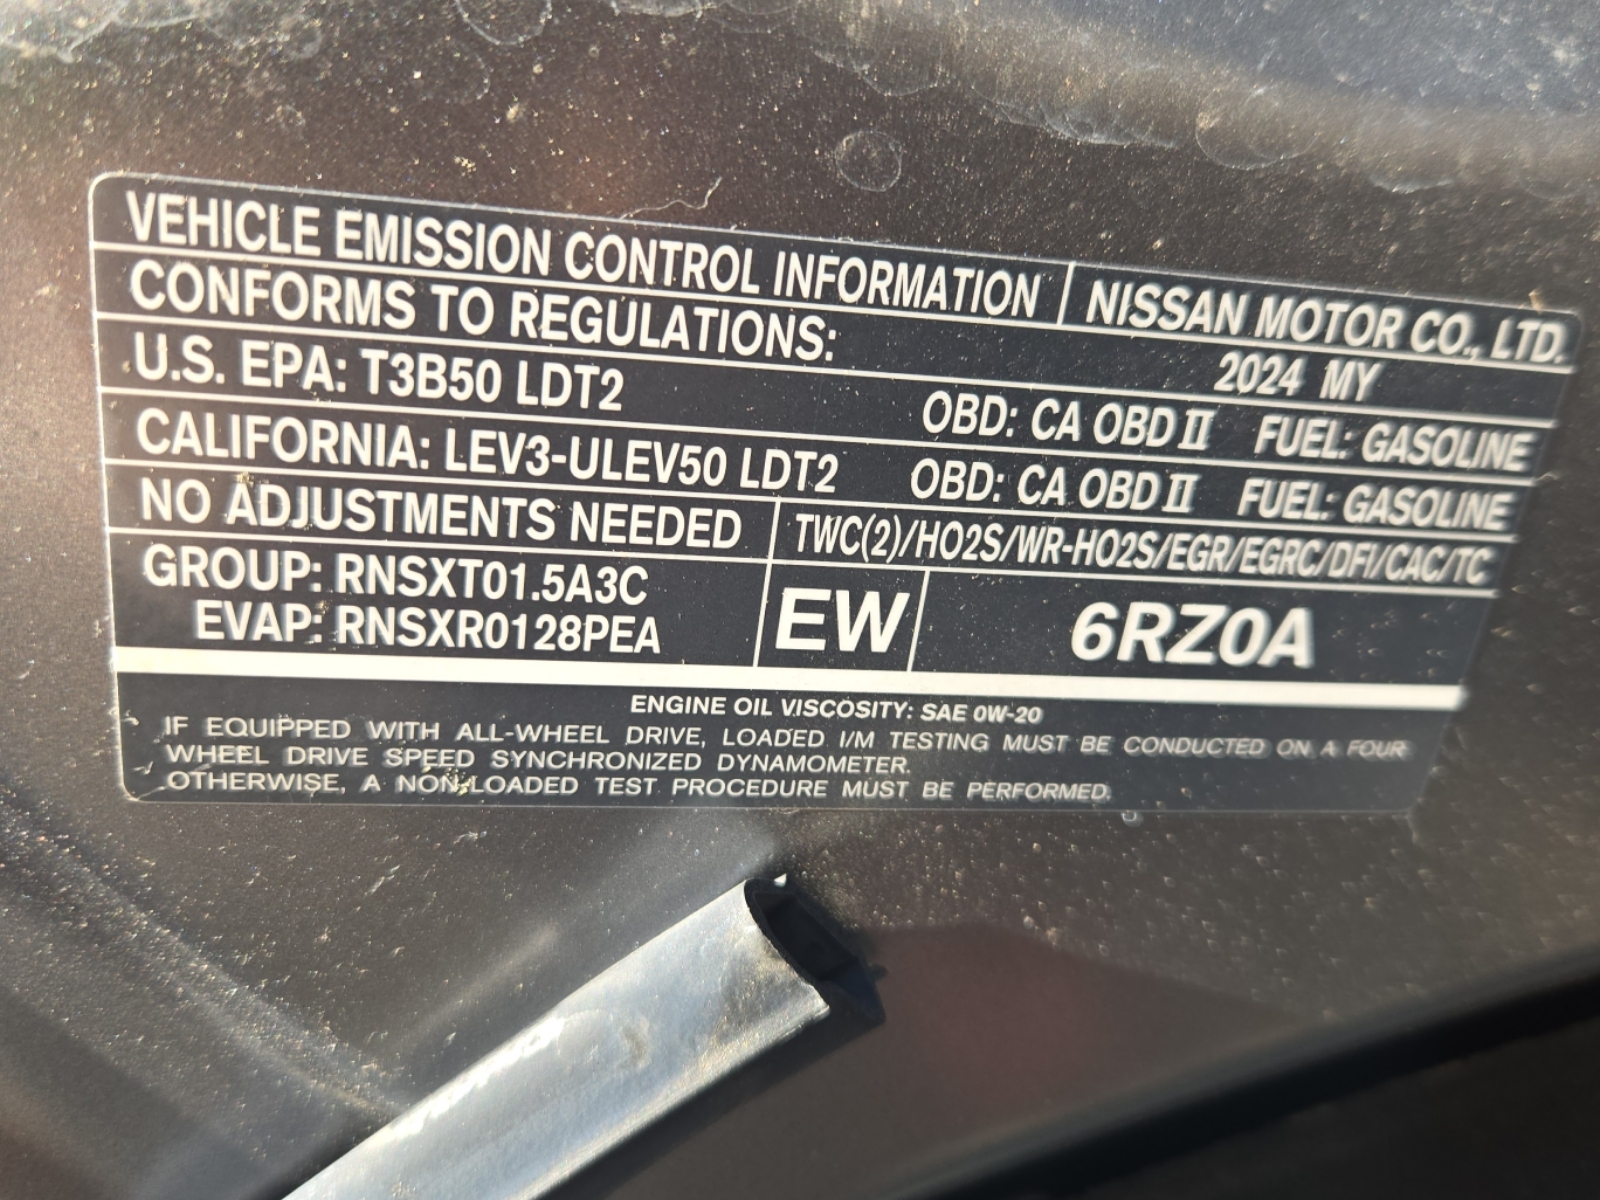 VEHICLE EMISSION CONTROL INFORMATION NISSAN MOTOR CO., LTD.
CONFORMS TO REGULATIONS: 2024 MY
U.S. EPA: T3B50 LDT2 OBD: CA OBD II FUEL: GASOLINE
CALIFORNIA: LEV3-ULEV50 LDT2 OBD: CA OBD II FUEL: GASOLINE
NO ADJUSTMENTS NEEDED TWC(2)/HO2S/WR-HO2S/EGR/EGRC/DFI/CAC/TC
GROUP: RNSXT01.5A3C
EVAP: RNSXR0128PEA
EW 6RZ0A
ENGINE OIL VISCOSITY: SAE 0W-20
IF EQUIPPED WITH ALL-WHEEL DRIVE, LOADED I/M TESTING MUST BE CONDUCTED ON A FOUR
WHEEL DRIVE SPEED SYNCHRONIZED DYNAMOMETER.
OTHERWISE, A NON-LOADED TEST PROCEDURE MUST BE PERFORMED.